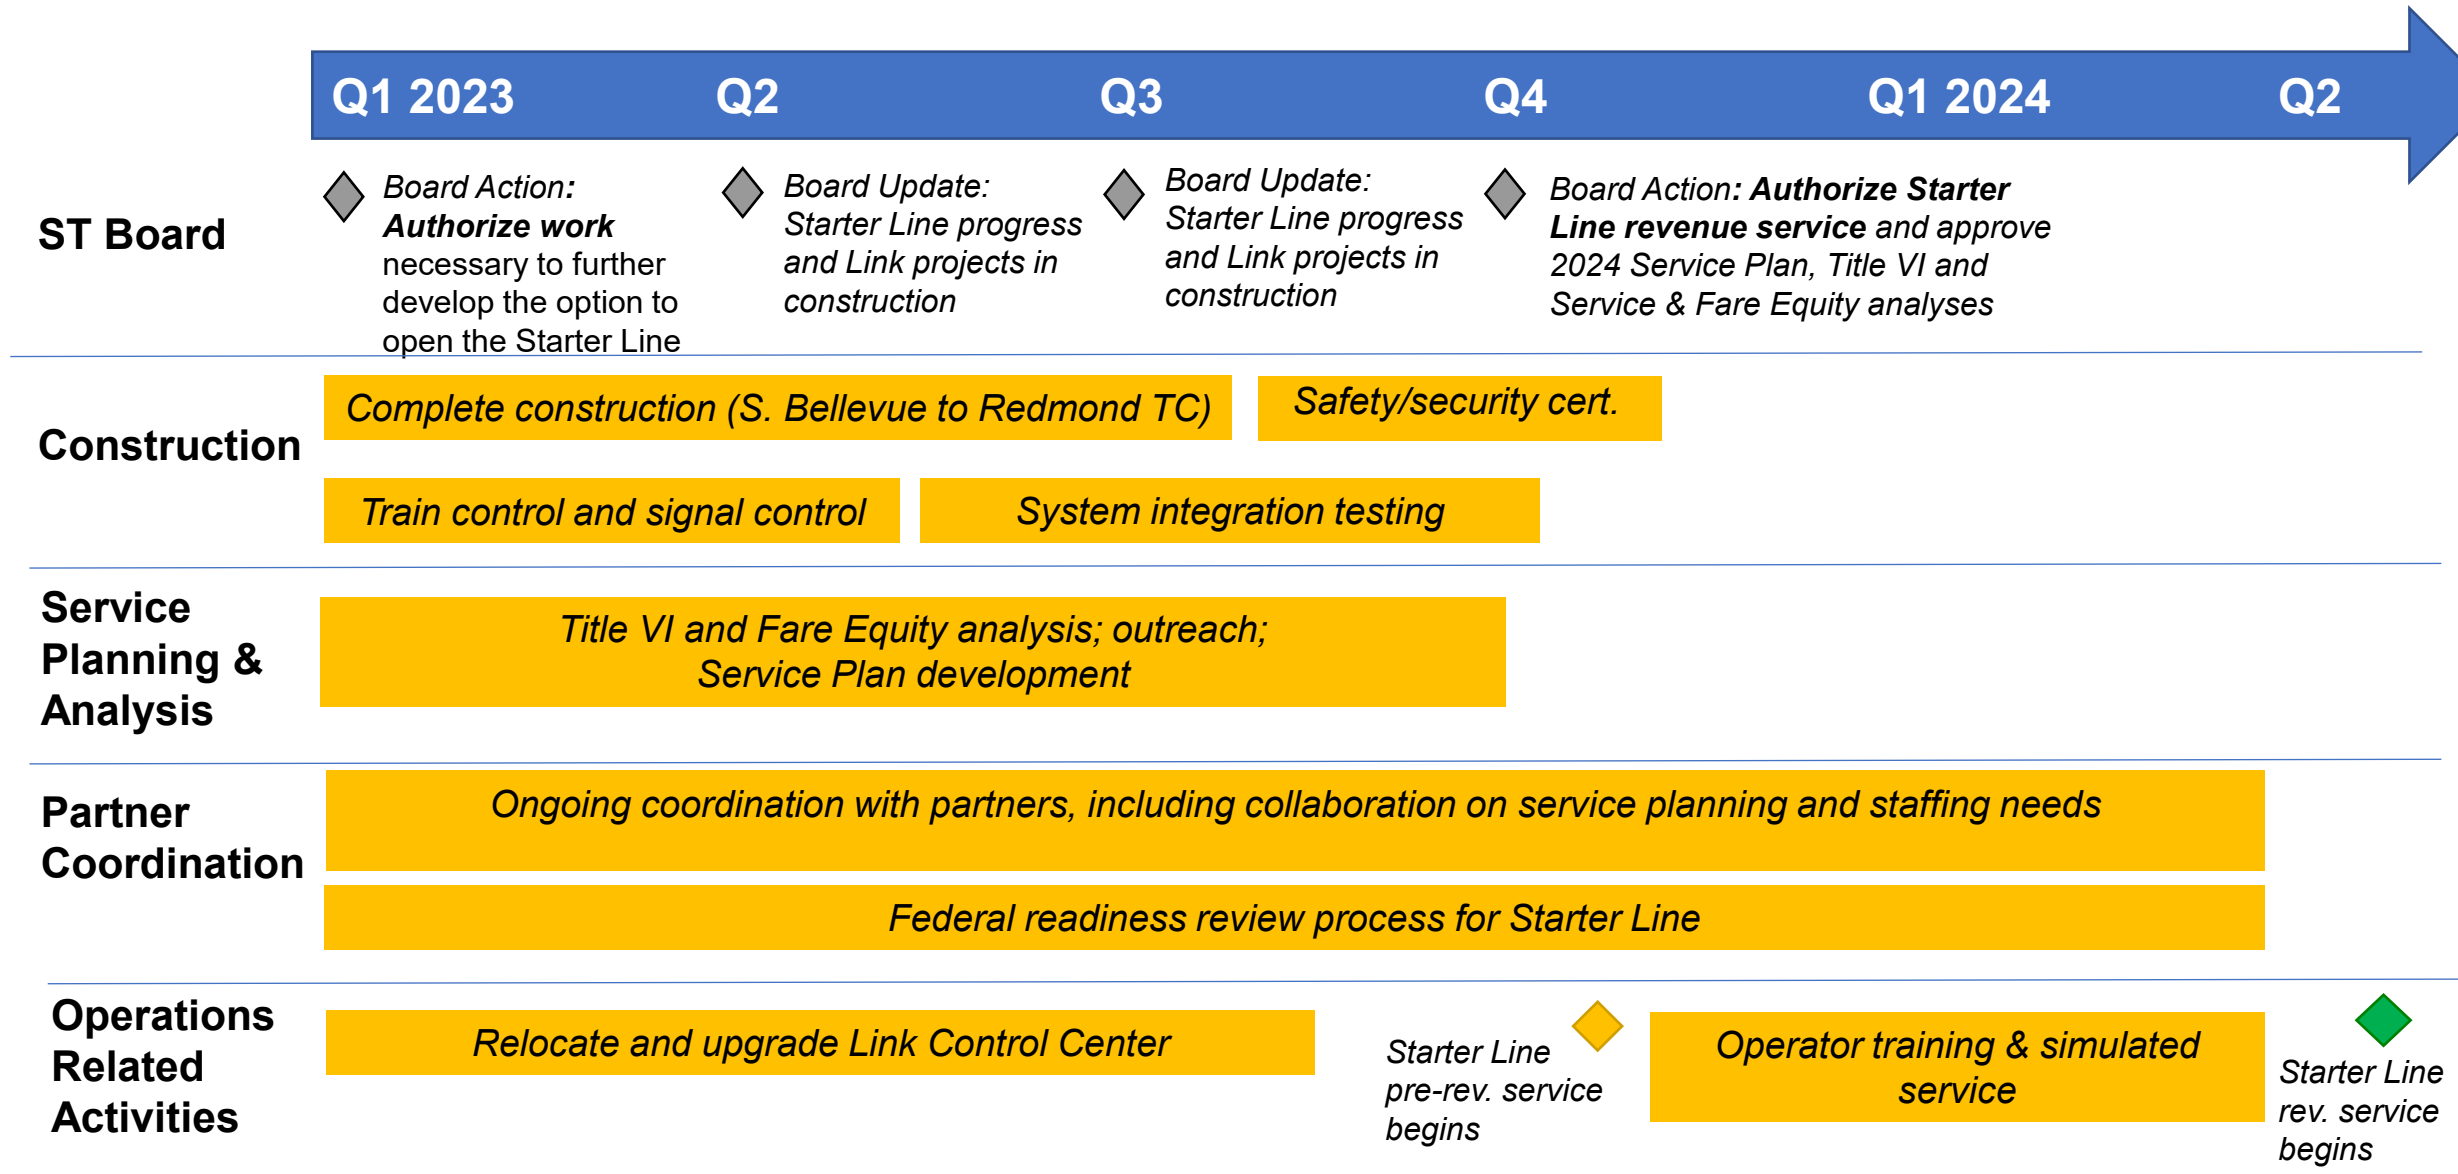 Q1 2023 Q2 Q3 Q4 Q1 2024 Q2
ST Board
Board Action:
Authorize work
necessary to further
develop the option to
open the Starter Line
Board Update:
Starter Line progress
and Link projects in
construction
Board Update:
Starter Line progress
and Link projects in
construction
Board Action: Authorize Starter
Line revenue service and approve
2024 Service Plan, Title VI and
Service & Fare Equity analyses
Construction
Complete construction (S. Bellevue to Redmond TC)
Safety/security cert.
Train control and signal control
System integration testing
Service
Planning &
Analysis
Title VI and Fare Equity analysis; outreach;
Service Plan development
Partner
Coordination
Ongoing coordination with partners, including collaboration on service planning and staffing needs
Federal readiness review process for Starter Line
Operations
Related
Activities
Relocate and upgrade Link Control Center
Starter Line
pre-rev. service
begins
Operator training & simulated
service
Starter Line
rev. service
begins